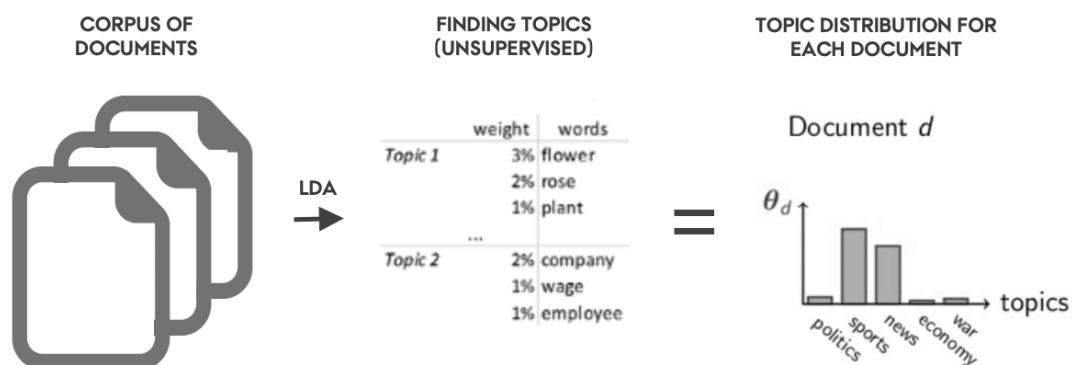 CORPUS OF
DOCUMENTS
FINDING TOPICS
(UNSUPERVISED)
TOPIC DISTRIBUTION FOR
EACH DOCUMENT
LDA
weight words
Topic 1 3% flower
2% rose
1% plant
...
Topic 2 2% company
1% wage
1% employee
=
Document d
θd
topics
politics
sports
news
economy
war